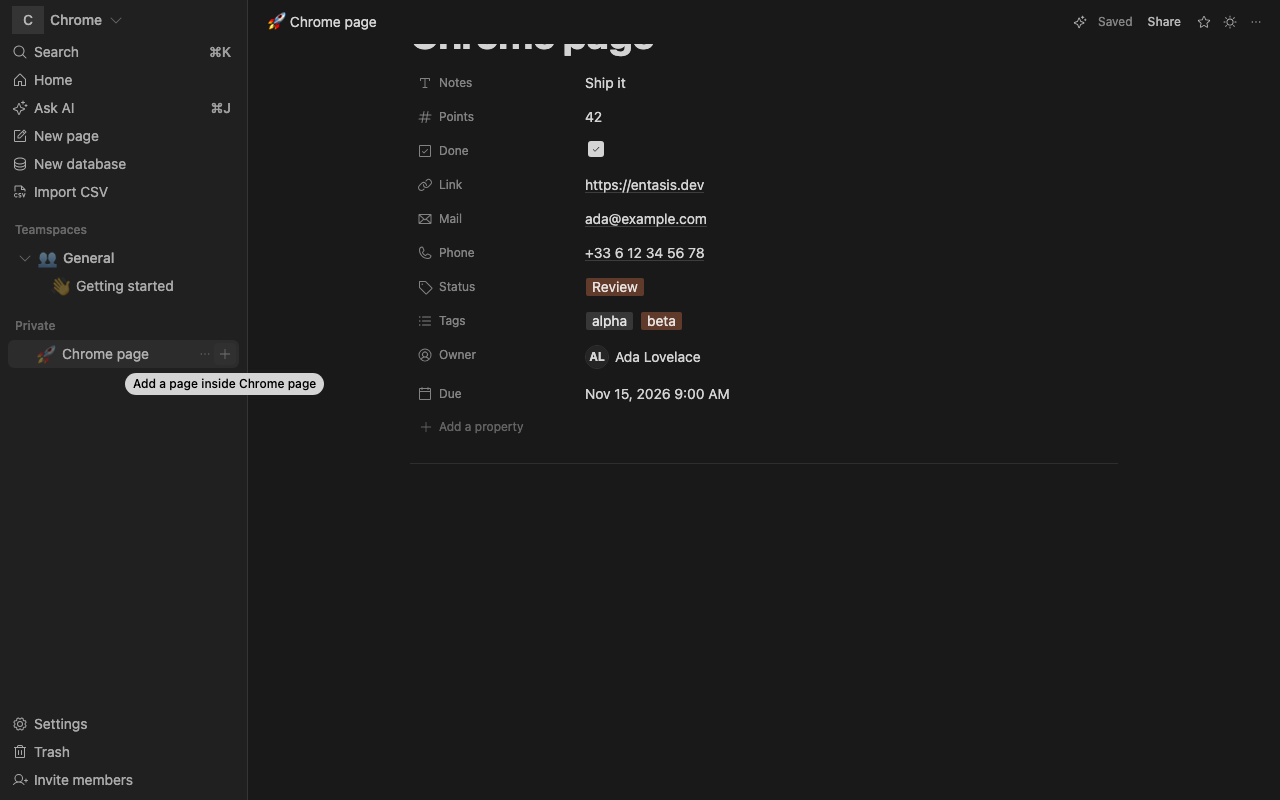 C Chrome
Search ⌘K
Home
Ask AI ⌘J
New page
New database
Import CSV
Teamspaces
General
Getting started
Private
Chrome page
Add a page inside Chrome page
Settings
Trash
Invite members
Chrome page
Saved Share
Chrome page
Notes Ship it
Points 42
Done
Link https://entasis.dev
Mail ada@example.com
Phone +33 6 12 34 56 78
Status Review
Tags alpha beta
Owner AL Ada Lovelace
Due Nov 15, 2026 9:00 AM
Add a property